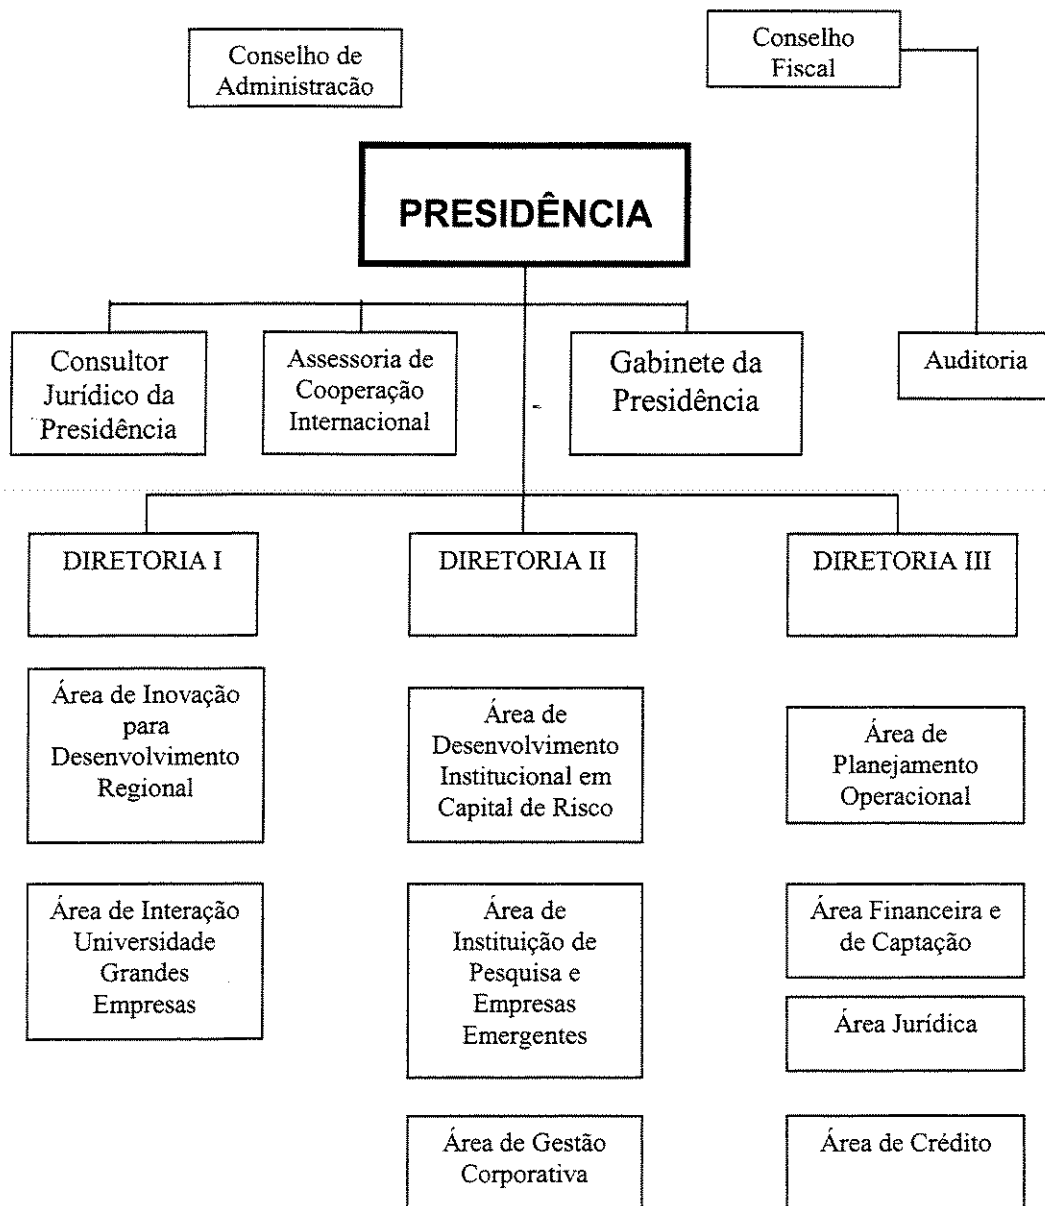 Conselho de
Administracão
Conselho
Fiscal
PRESIDÊNCIA
Consultor
Jurídico da
Presidência
Assessoria de
Cooperação
Internacional
Gabinete da
Presidência
Auditoria
DIRETORIA I
DIRETORIA II
DIRETORIA III
Área de Inovação
para
Desenvolvimento
Regional
Área de
Desenvolvimento
Institucional em
Capital de Risco
Área de
Planejamento
Operacional
Área de Interação
Universidade
Grandes
Empresas
Área de
Instituição de
Pesquisa e
Empresas
Emergentes
Área Financeira e
de Captação
Área Jurídica
Área de Gestão
Corporativa
Área de Crédito